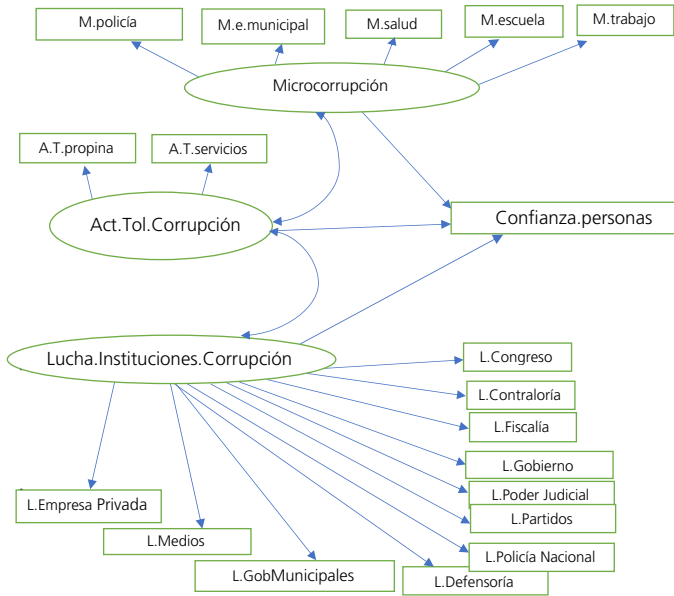 M.policía
M.e.municipal
M.salud
M.escuela
M.trabajo
Microcorrupción
A.T.propina
A.T.servicios
Act.Tol.Corrupción
Confianza.personas
Lucha.Instituciones.Corrupción
L.Congreso
L.Contraloría
L.Fiscalía
L.Gobierno
L.Poder Judicial
L.Partidos
L.Empresa Privada
L.Medios
L.Policía Nacional
L.GobMunicipales
L.Defensoría